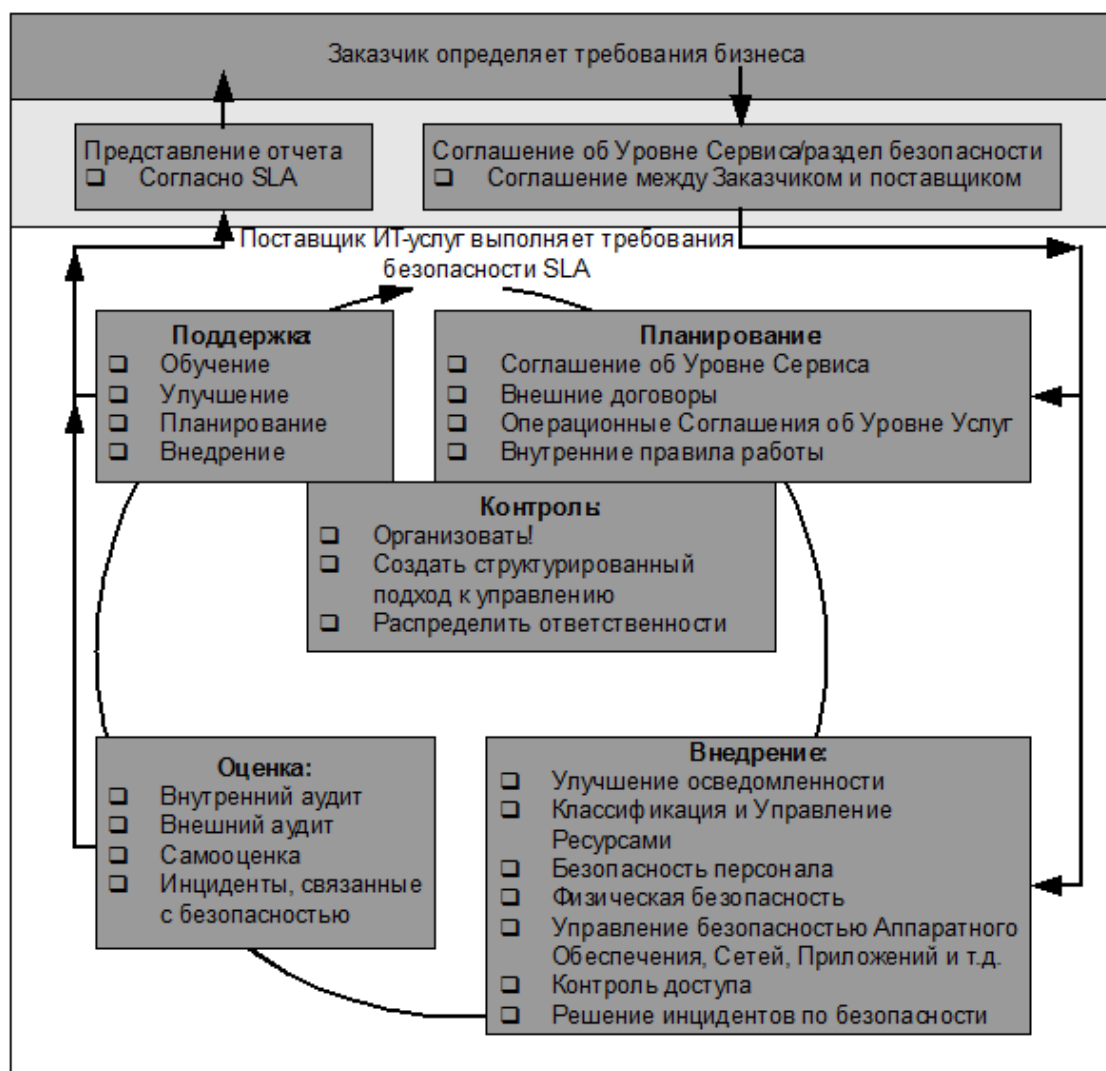 Заказчик определяет требования бизнеса
Представление отчета
❑ Согласно SLA
Соглашение об Уровне Сервиса/раздел безопасности
❑ Соглашение между Заказчиком и поставщиком
Поставщик ИТ-услуг выполняет требования
безопасности SLA
Поддержка:
❑ Обучение
❑ Улучшение
❑ Планирование
❑ Внедрение
Планирование:
❑ Соглашение об Уровне Сервиса
❑ Внешние договоры
❑ Операционные Соглашения об Уровне Услуг
❑ Внутренние правила работы
Контроль:
❑ Организовать!
❑ Создать структурированный
подход к управлению
❑ Распределить ответственности
Оценка:
❑ Внутренний аудит
❑ Внешний аудит
❑ Самооценка
❑ Инциденты, связанные
с безопасностью
Внедрение:
❑ Улучшение осведомленности
❑ Классификация и Управление
Ресурсами
❑ Безопасность персонала
❑ Физическая безопасность
❑ Управление безопасностью Аппаратного
Обеспечения, Сетей, Приложений и т.д.
❑ Контроль доступа
❑ Решение инцидентов по безопасности